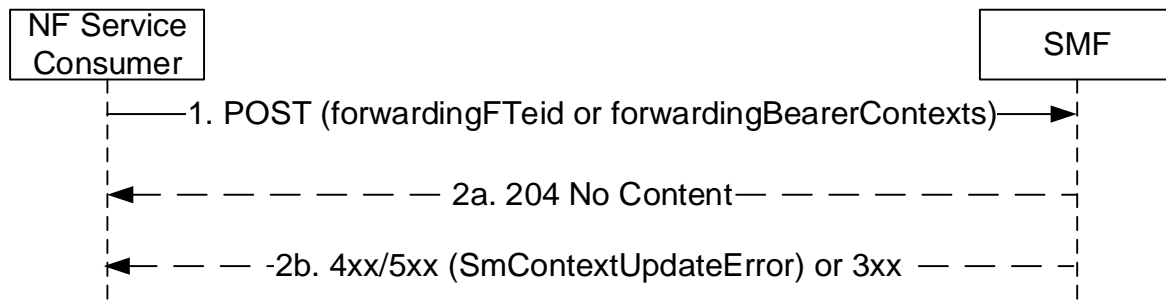 NF Service
Consumer
SMF
1. POST (forwardingFTeid or forwardingBearerContexts)
2a. 204 No Content
2b. 4xx/5xx (SmContextUpdateError) or 3xx